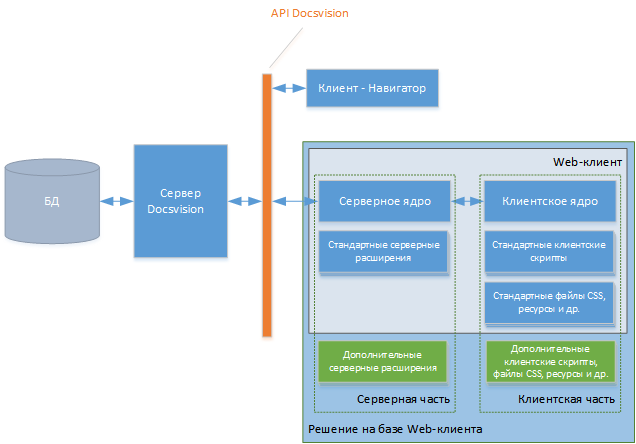 API Docsvision
Клиент - Навигатор
Web-клиент
БД
Сервер
Docsvision
Серверное ядро
Клиентское ядро
Стандартные серверные
расширения
Стандартные клиентские
скрипты
Стандартные файлы CSS,
ресурсы и др.
Дополнительные
серверные расширения
Дополнительные
клиентские скрипты,
файлы CSS, ресурсы и др.
Серверная часть
Клиентская часть
Решение на базе Web-клиента